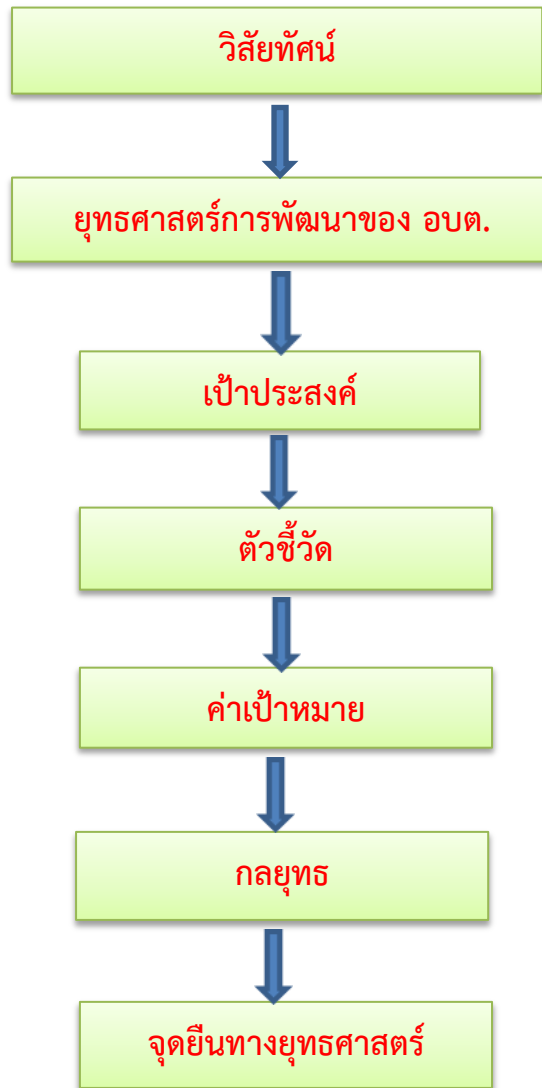 วิสัยทัศน์
ยุทธศาสตร์การพัฒนาของ อบต.
เป้าประสงค์
ตัวชี้วัด
ค่าเป้าหมาย
กลยุทธ
จุดยืนทางยุทธศาสตร์